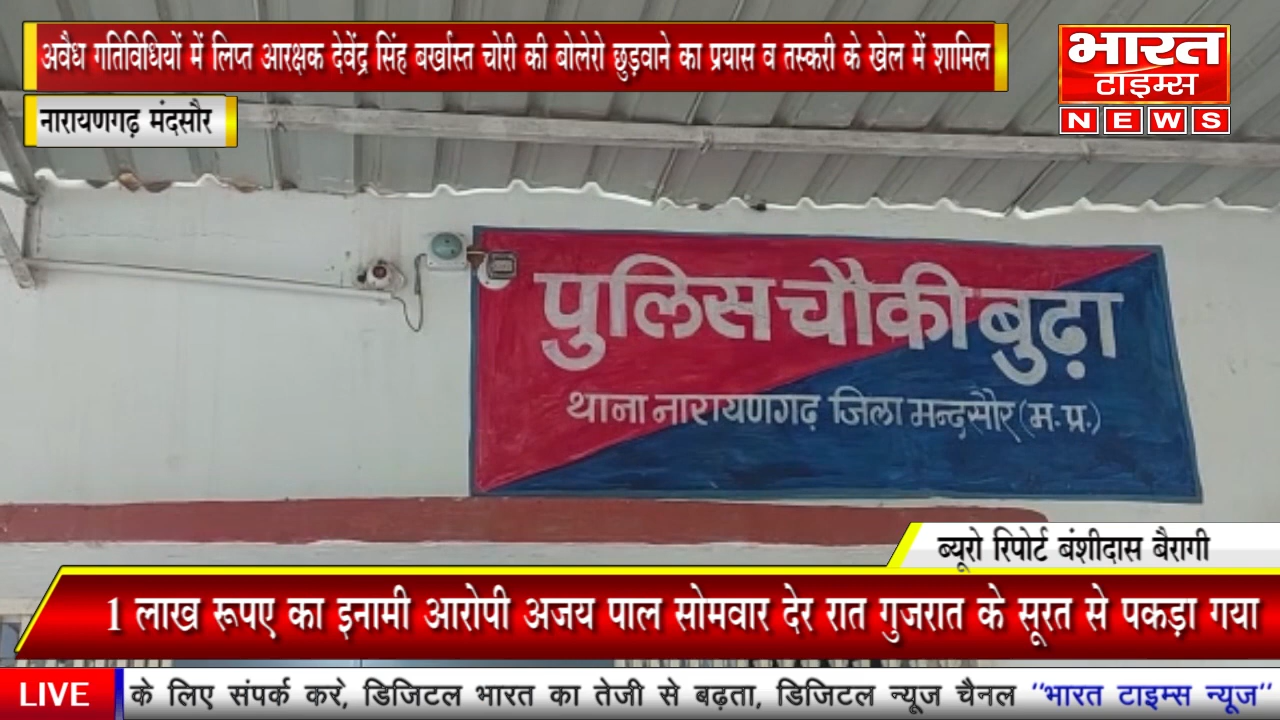 अवैध गतिविधियों में लिप्त आरक्षक देवेंद्र सिंह बर्खास्त चोरी की बोलेरो छुड़वाने का प्रयास व तस्करी के खेल में शामिल
भारत
टाइम्स
NEWS
नारायणगढ़ मंदसौर
पुलिस चौकी बुढ़ा
थाना नारायणगढ़ जिला मन्दसौर (म.प्र.)
ब्यूरो रिपोर्ट बंशीदास बैरागी
1 लाख रूपए का इनामी आरोपी अजय पाल सोमवार देर रात गुजरात के सूरत से पकड़ा गया
LIVE के लिए संपर्क करे, डिजिटल भारत का तेजी से बढ़ता, डिजिटल न्यूज चैनल "भारत टाइम्स न्यूज"